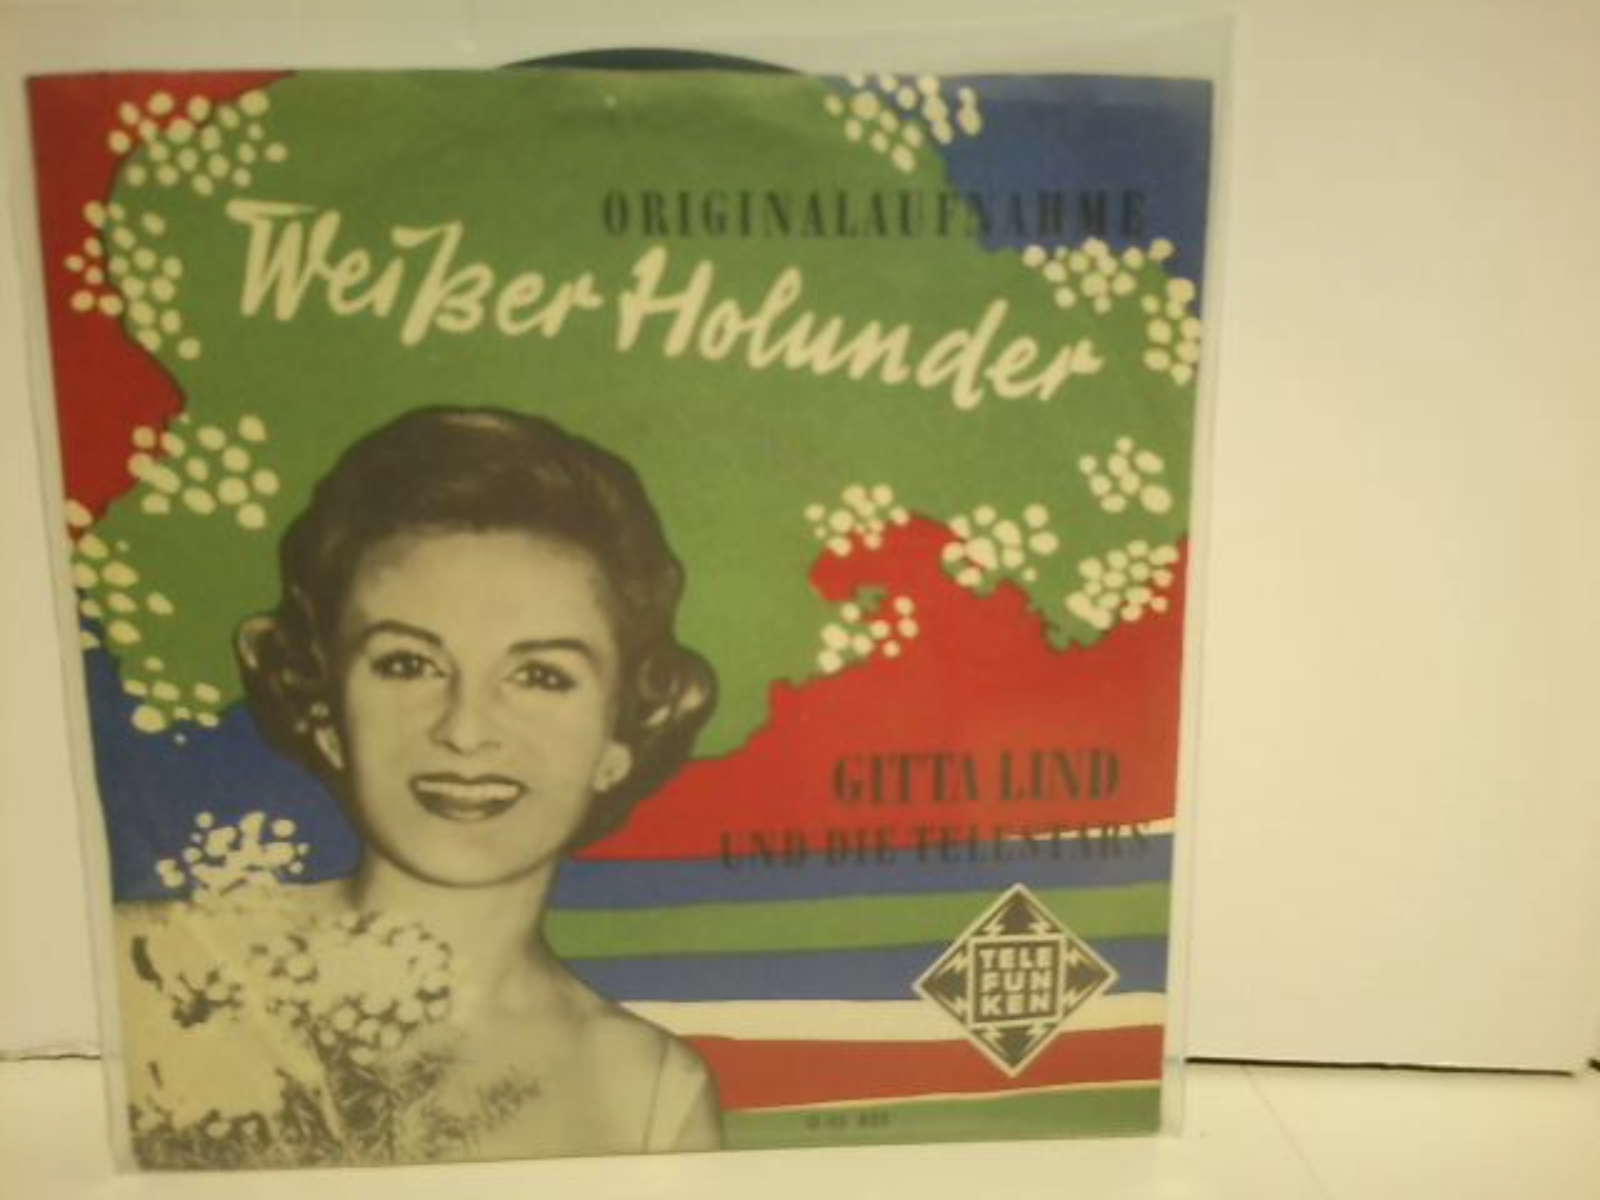 ORIGINALAUFNAHME
Weißer Holunder
GITTA LIND
UND DIE TELESTARS
TELE
FUN
KEN